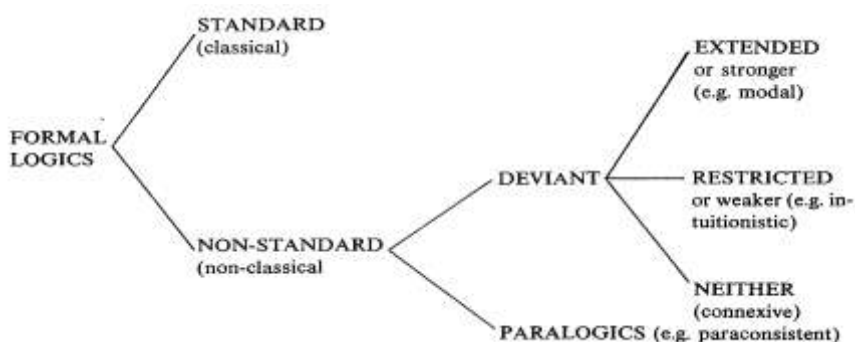 STANDARD
(classical)
FORMAL
LOGICS
NON-STANDARD
(non-classical
DEVIANT
EXTENDED
or stronger
(e.g. modal)
RESTRICTED
or weaker (e.g. in-
tuitionistic)
NEITHER
(connexive)
PARALOGICS (e.g. paraconsistent)